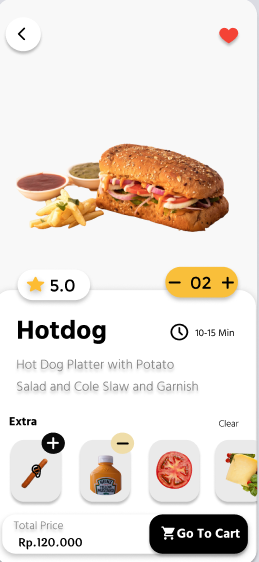 5.0
02
Hotdog
10-15 Min
Hot Dog Platter with Potato
Salad and Cole Slaw and Garnish
Extra
Clear
HEINZ
Total Price
Rp.120.000
Go To Cart